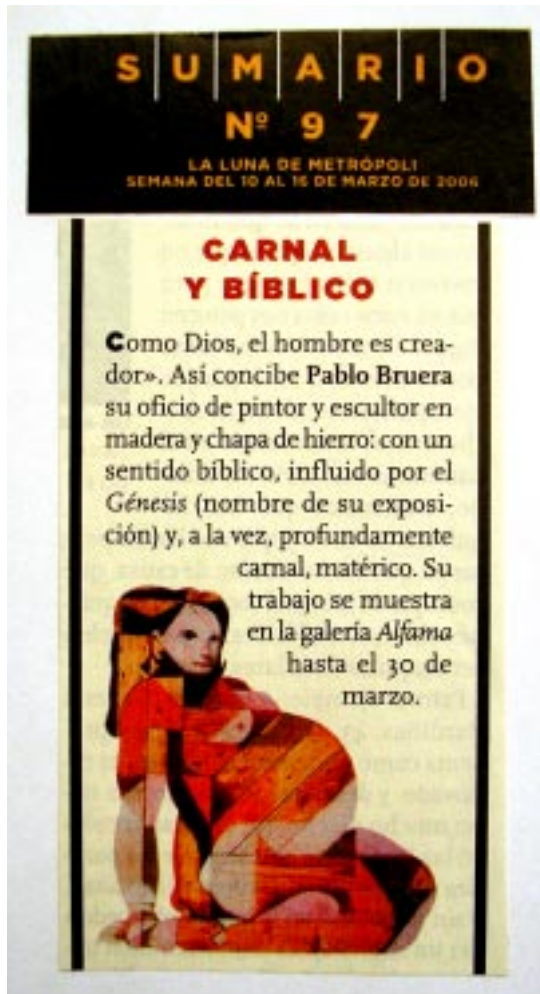 SUMARIO
Nº 97
LA LUNA DE METRÓPOLI
SEMANA DEL 10 AL 16 DE MARZO DE 2006
CARNAL
Y BÍBLICO
Como Dios, el hombre es crea-
dor». Así concibe Pablo Bruera
su oficio de pintor y escultor en
madera y chapa de hierro: con un
sentido bíblico, influido por el
Génesis (nombre de su exposi-
ción) y, a la vez, profundamente
carnal, matérico. Su
trabajo se muestra
en la galería Alfama
hasta el 30 de
marzo.